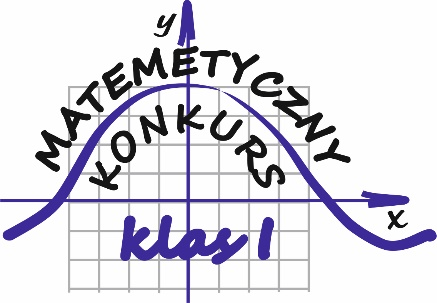 y
MATEMETYCZNY
KONKURS
x
klas I